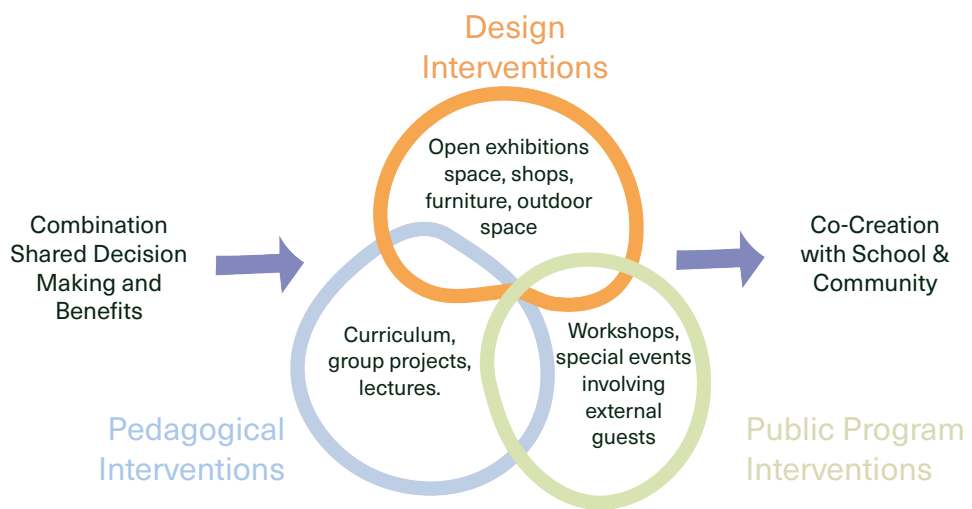 Design
Interventions
Open exhibitions
space, shops,
furniture, outdoor
space
Combination
Shared Decision
Making and
Benefits
Co-Creation
with School &
Community
Curriculum,
group projects,
lectures.
Workshops,
special events
involving
external
guests
Pedagogical
Interventions
Public Program
Interventions